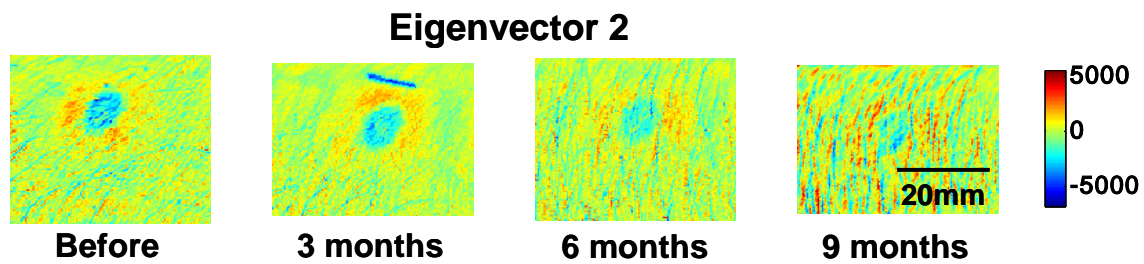 Eigenvector 2
5000
0
-5000
20mm
Before
3 months
6 months
9 months